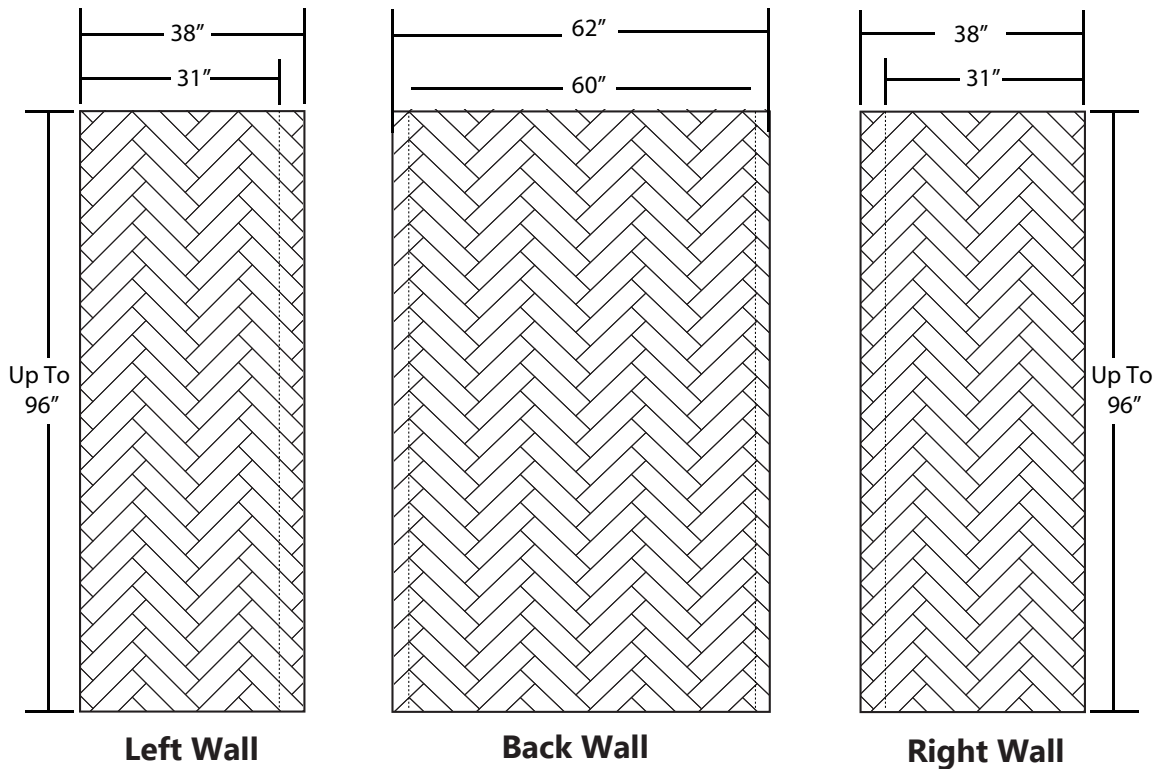 38”
62”
38”
31”
60”
31”
Up To
96”
Up To
96”
Left Wall
Back Wall
Right Wall